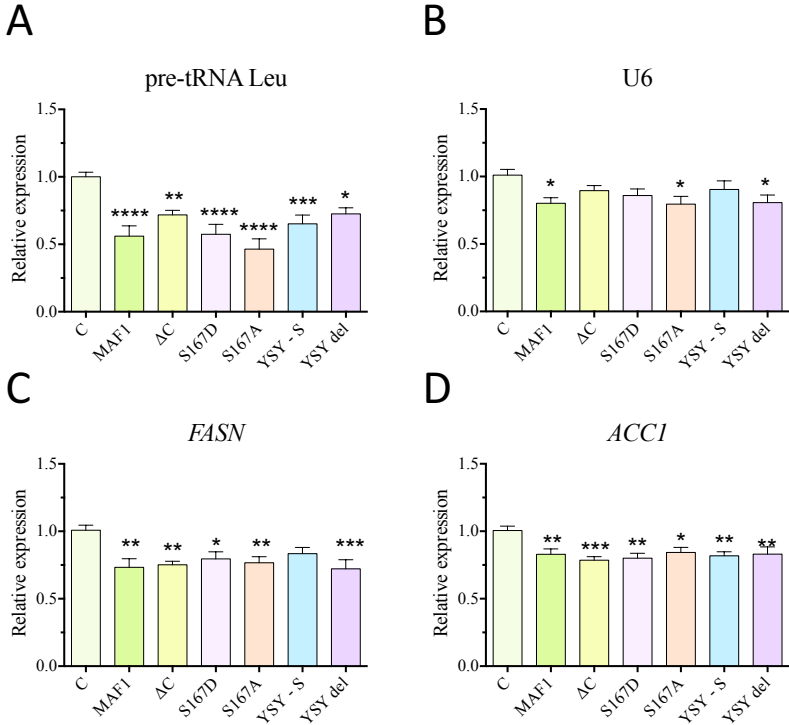 A
pre-tRNA Leu
Relative expression
1.5
1.0
0.5
0.0
****
**
****
****
***
*
C
MAF1
ΔC
S167D
S167A
YSY - S
YSY del
B
U6
Relative expression
1.5
1.0
0.5
0.0
*
*
*
C
MAF1
ΔC
S167D
S167A
YSY - S
YSY del
C
FASN
Relative expression
1.5
1.0
0.5
0.0
**
**
*
**
***
C
MAF1
ΔC
S167D
S167A
YSY - S
YSY del
D
ACC1
Relative expression
1.5
1.0
0.5
0.0
**
***
**
*
**
**
C
MAF1
ΔC
S167D
S167A
YSY - S
YSY del